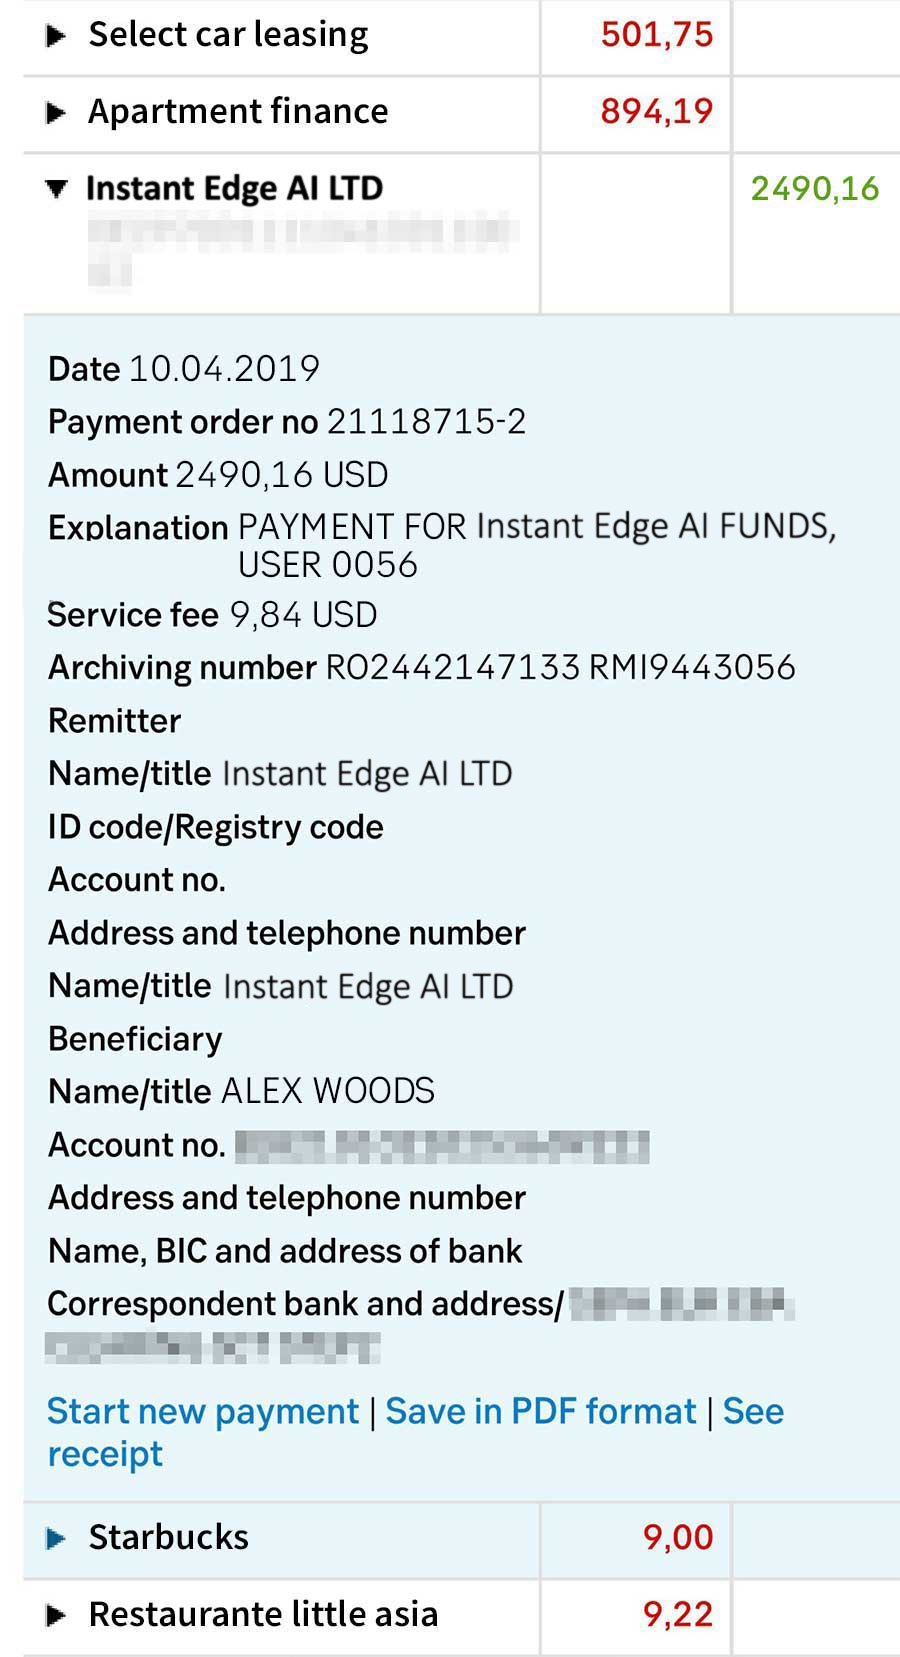 Select car leasing 501,75
Apartment finance 894,19
Instant Edge AI LTD 2490,16
Date 10.04.2019
Payment order no 21118715-2
Amount 2490,16 USD
Explanation PAYMENT FOR Instant Edge AI FUNDS,
USER 0056
Service fee 9,84 USD
Archiving number RO2442147133 RMI9443056
Remitter
Name/title Instant Edge AI LTD
ID code/Registry code
Account no.
Address and telephone number
Name/title Instant Edge AI LTD
Beneficiary
Name/title ALEX WOODS
Account no.
Address and telephone number
Name, BIC and address of bank
Correspondent bank and address/
Start new payment | Save in PDF format | See
receipt
Starbucks 9,00
Restaurante little asia 9,22